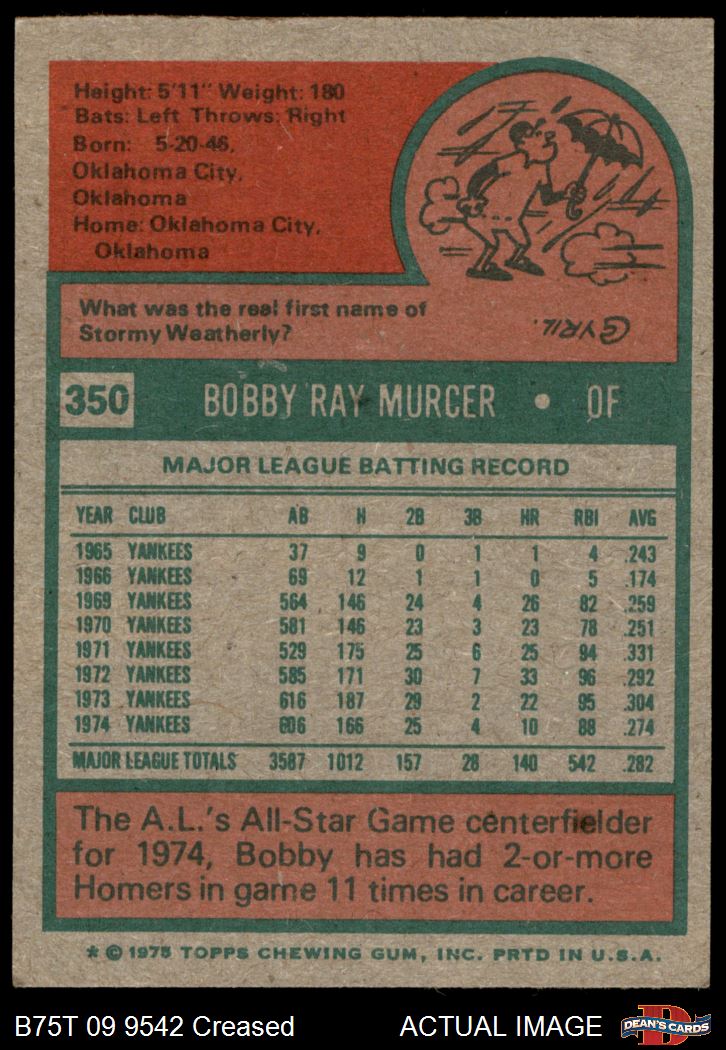 Height: 5'11" Weight: 180
Bats: Left Throws: Right
Born: 5-20-46,
Oklahoma City,
Oklahoma
Home: Oklahoma City,
Oklahoma
What was the real first name of
Stormy Weatherly?
CYRIL.
350 BOBBY RAY MURCER • OF
MAJOR LEAGUE BATTING RECORD
YEAR CLUB AB H 2B 3B HR RBI AVG
1965 YANKEES 37 9 0 1 1 4 .243
1966 YANKEES 69 12 1 1 0 5 .174
1969 YANKEES 564 146 24 4 26 82 .259
1970 YANKEES 581 146 23 3 23 78 .251
1971 YANKEES 529 175 25 6 25 94 .331
1972 YANKEES 585 171 30 7 33 96 .292
1973 YANKEES 616 187 29 2 22 95 .304
1974 YANKEES 606 166 25 4 10 88 .274
MAJOR LEAGUE TOTALS 3587 1012 157 28 140 542 .282
The A.L.'s All-Star Game centerfielder
for 1974, Bobby has had 2-or-more
Homers in game 11 times in career.
* © 1975 TOPPS CHEWING GUM, INC. PRTD IN U.S.A.
B75T 09 9542 Creased ACTUAL IMAGE
D
DEAN'S CARDS